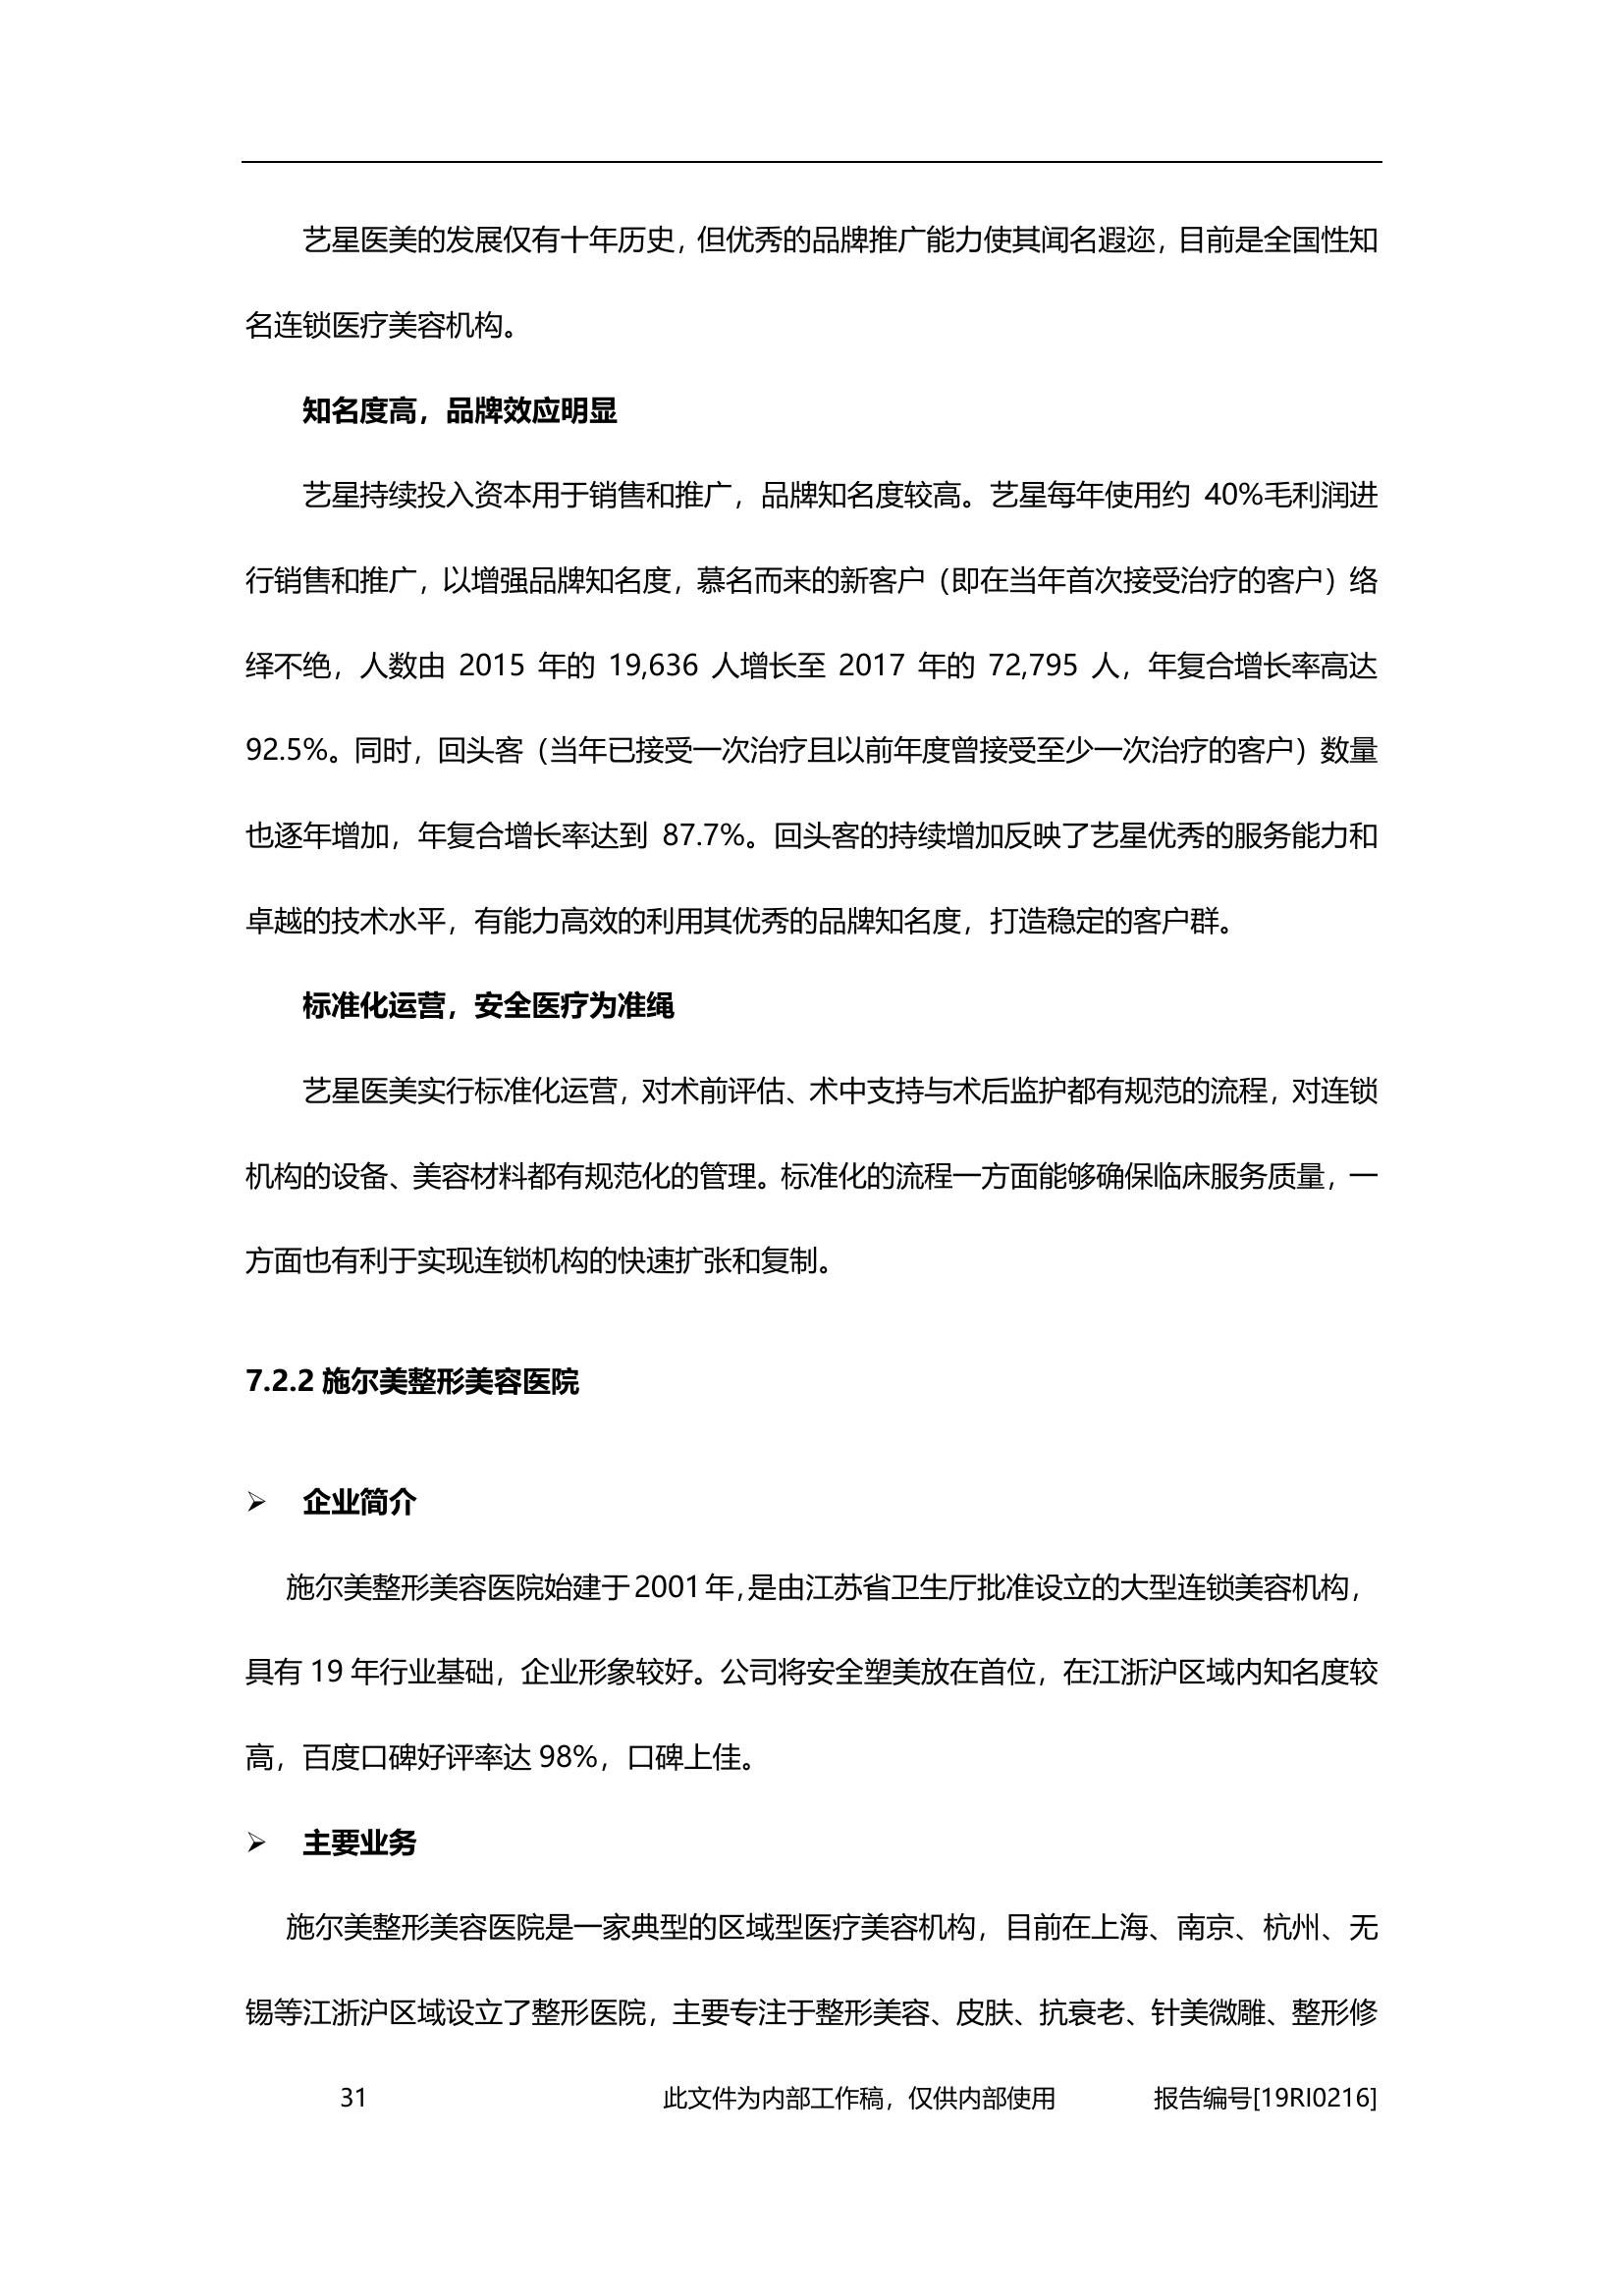 艺星医美的发展仅有十年历史，但优秀的品牌推广能力使其闻名遐迩，目前是全国性知
名连锁医疗美容机构。
知名度高，品牌效应明显
艺星持续投入资本用于销售和推广，品牌知名度较高。艺星每年使用约 40%毛利润进
行销售和推广，以增强品牌知名度，慕名而来的新客户（即在当年首次接受治疗的客户）络
绎不绝，人数由 2015 年的 19,636 人增长至 2017 年的 72,795 人，年复合增长率高达
92.5%。同时，回头客（当年已接受一次治疗且以前年度曾接受至少一次治疗的客户）数量
也逐年增加，年复合增长率达到 87.7%。回头客的持续增加反映了艺星优秀的服务能力和
卓越的技术水平，有能力高效的利用其优秀的品牌知名度，打造稳定的客户群。
标准化运营，安全医疗为准绳
艺星医美实行标准化运营，对术前评估、术中支持与术后监护都有规范的流程，对连锁
机构的设备、美容材料都有规范化的管理。标准化的流程一方面能够确保临床服务质量，一
方面也有利于实现连锁机构的快速扩张和复制。
7.2.2 施尔美整形美容医院
➢ 企业简介
施尔美整形美容医院始建于 2001 年，是由江苏省卫生厅批准设立的大型连锁美容机构，
具有 19 年行业基础，企业形象较好。公司将安全塑美放在首位，在江浙沪区域内知名度较
高，百度口碑好评率达 98%，口碑上佳。
➢ 主要业务
施尔美整形美容医院是一家典型的区域型医疗美容机构，目前在上海、南京、杭州、无
锡等江浙沪区域设立了整形医院，主要专注于整形美容、皮肤、抗衰老、针美微雕、整形修
31 此文件为内部工作稿，仅供内部使用 报告编号[19RI0216]